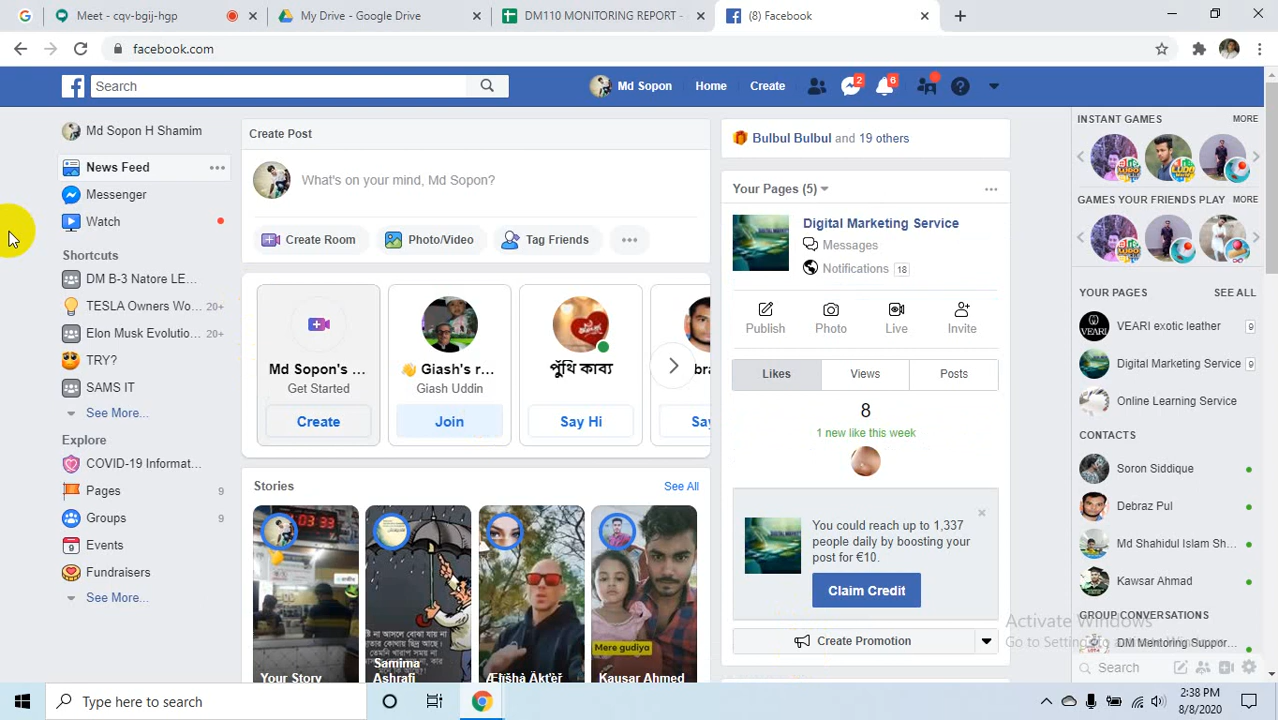 Meet - cqv-bgij-hgp
My Drive - Google Drive
DM110 MONITORING REPORT -
(8) Facebook
facebook.com
Search
Md Sopon
Home
Create
2
6
Md Sopon H Shamim
News Feed
Messenger
Watch
Shortcuts
DM B-3 Natore LE...
TESLA Owners Wo... 20+
Elon Musk Evolutio... 20+
TRY?
SAMS IT
See More...
Explore
COVID-19 Informat...
Pages 9
Groups 9
Events
Fundraisers
See More...
Create Post
What's on your mind, Md Sopon?
Create Room
Photo/Video
Tag Friends
Md Sopon's ...
Get Started
Create
Giash's r...
Giash Uddin
Join
পুঁথি কাব্য
Say Hi
Stories
See All
03:33
Your Story
Samima
Ashrafi
Mere gudiya
Kausar Ahmed
Bulbul Bulbul and 19 others
Your Pages (5)
Digital Marketing Service
Messages
Notifications 18
Publish
Photo
Live
Invite
Likes
Views
Posts
8
1 new like this week
You could reach up to 1,337
people daily by boosting your
post for €10.
Claim Credit
Create Promotion
INSTANT GAMES
MORE
GAMES YOUR FRIENDS PLAY
MORE
YOUR PAGES
SEE ALL
VEARI exotic leather 9
Digital Marketing Service 9
Online Learning Service
CONTACTS
Soron Siddique
Debraz Pul
Md Shahidul Islam Sh...
Kawsar Ahmad
GROUP CONVERSATIONS
DM Mentoring Suppor...
Activate Windows
Search
Type here to search
2:38 PM
8/8/2020